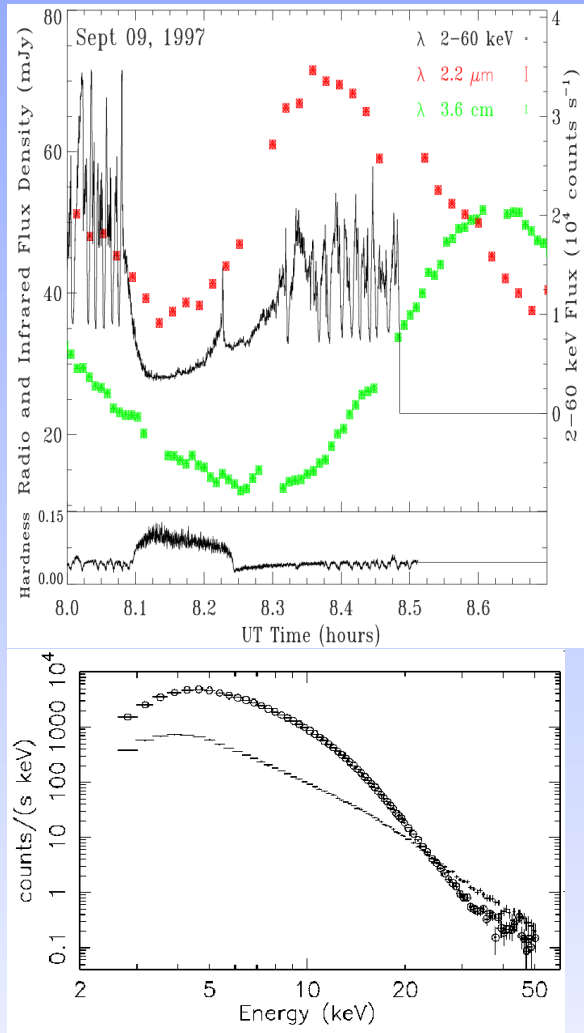 Sept 09, 1997
λ 2-60 keV
λ 2.2 μm
λ 3.6 cm
Radio and Infrared Flux Density (mJy)
80
60
40
20
2-60 keV Flux (10⁴ counts s⁻¹)
4
3
2
1
0
Hardness
0.15
0.00
8.0 8.1 8.2 8.3 8.4 8.5 8.6
UT Time (hours)
counts/(s keV)
10⁴
1000
100
10
1
0.1
2 5 10 20 50
Energy (keV)